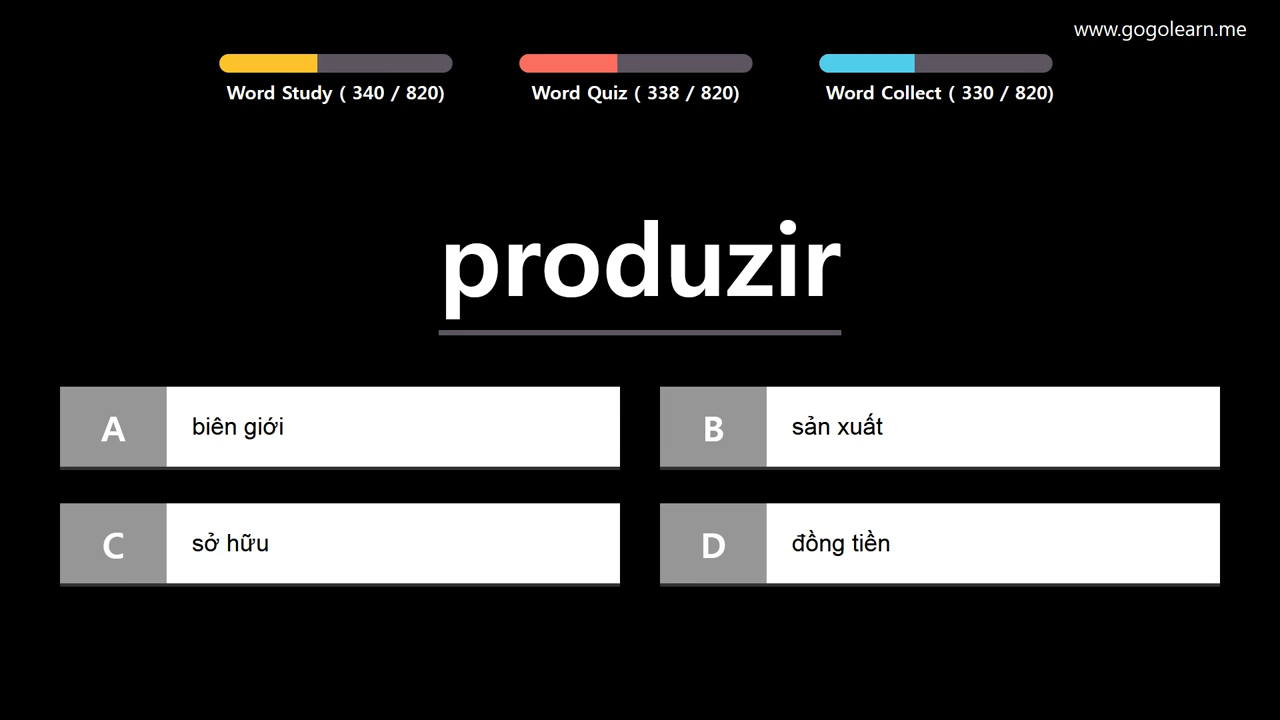 www.gogolearn.me
Word Study ( 340 / 820)
Word Quiz ( 338 / 820)
Word Collect ( 330 / 820)
produzir
A biên giới
B sản xuất
C sở hữu
D đồng tiền